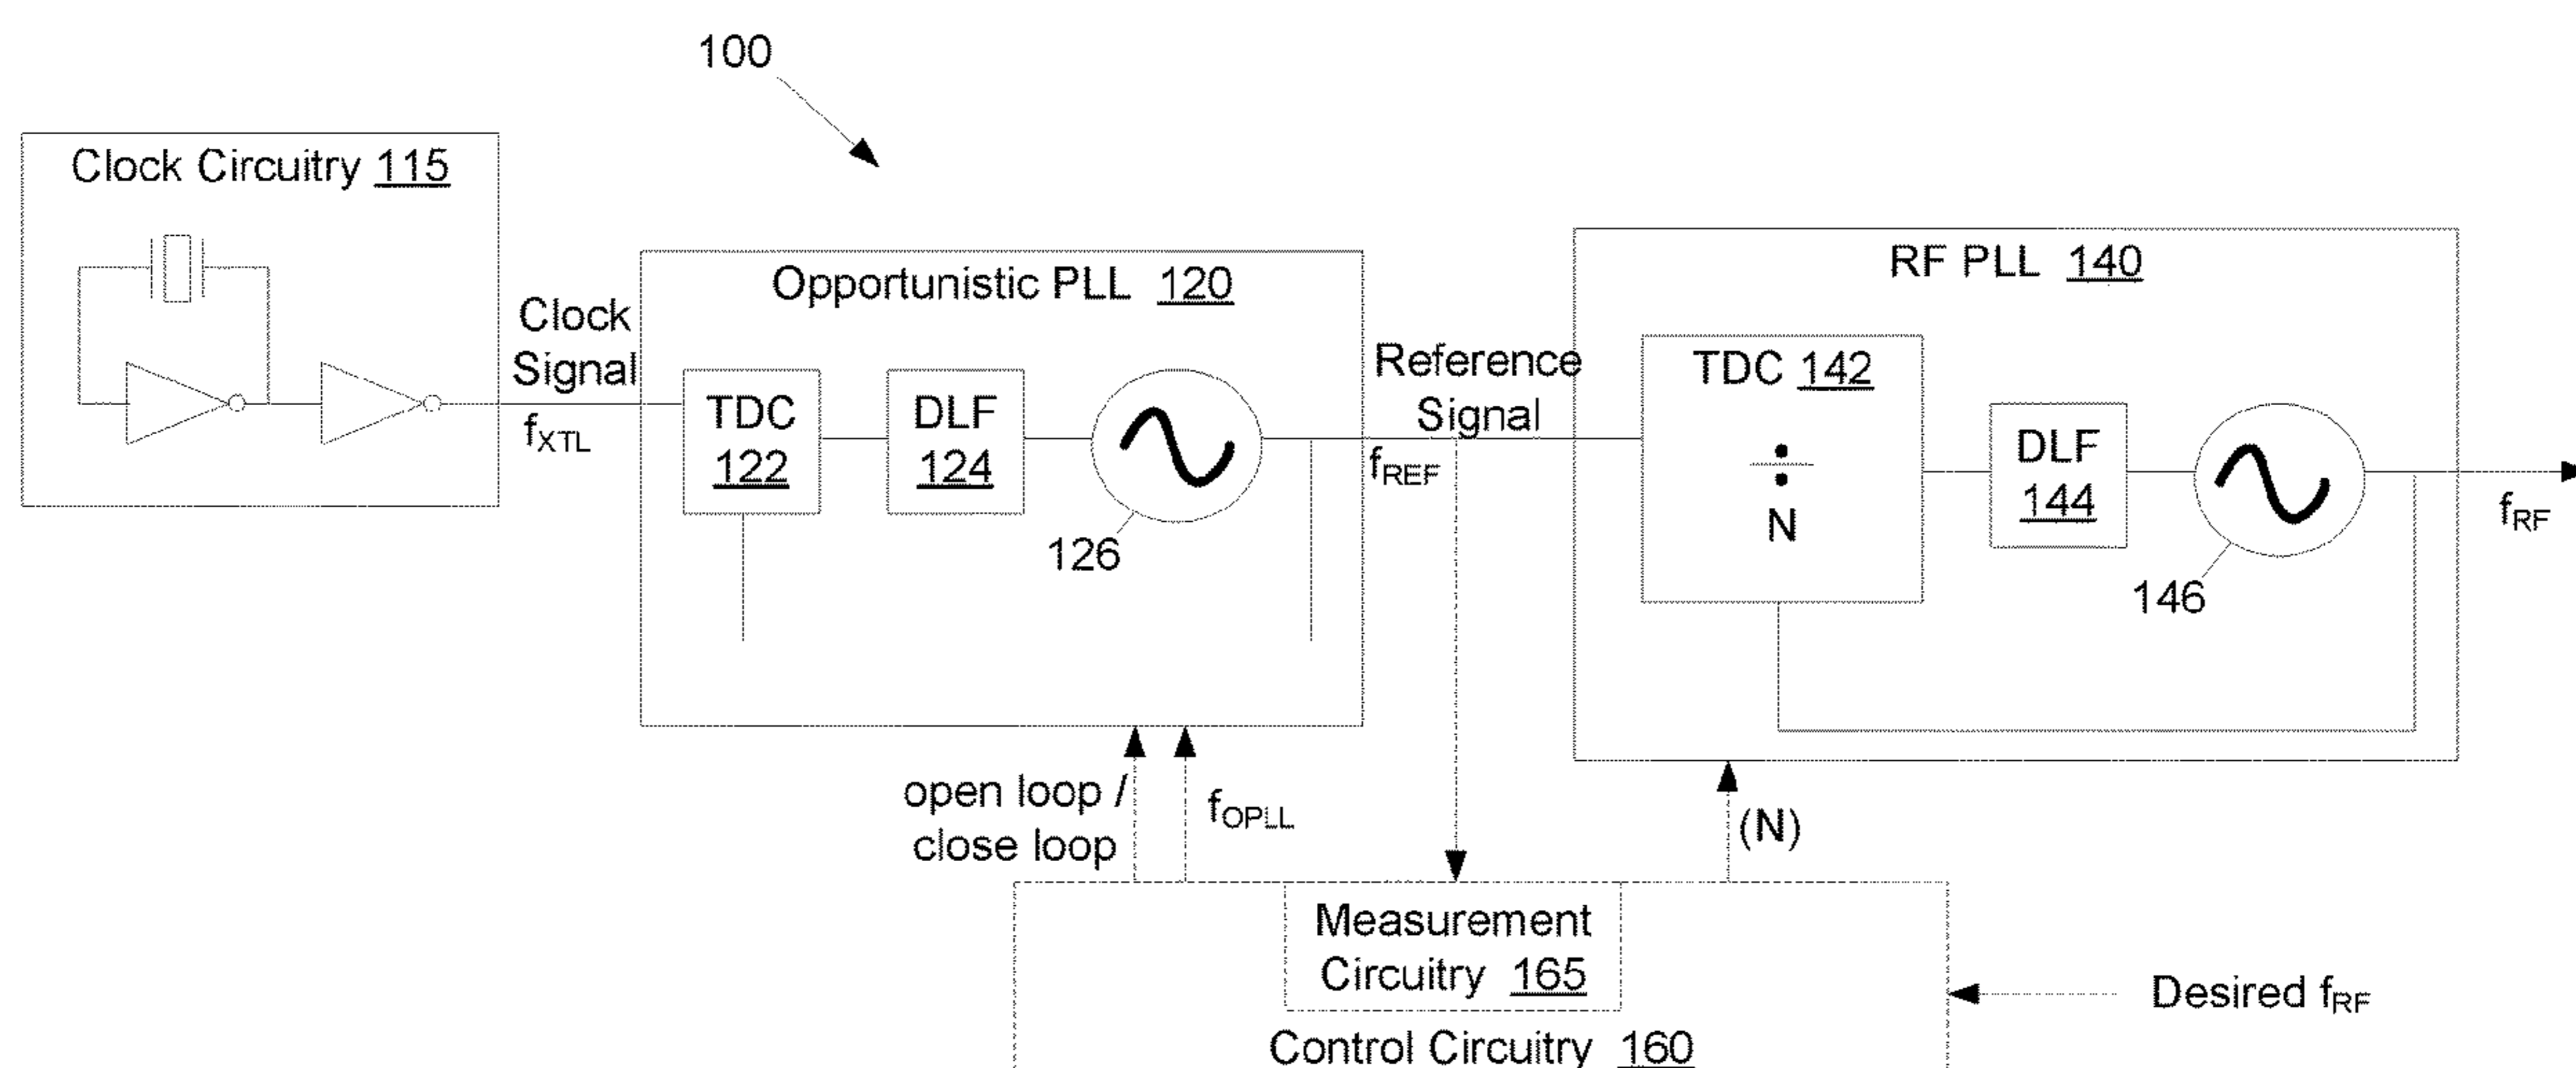 100
Clock Circuitry 115
Opportunistic PLL 120
RF PLL 140
Clock
Signal
fXTL
TDC
122
DLF
124
126
Reference
Signal
fREF
TDC 142
÷
N
DLF
144
146
fRF
open loop /
close loop
fOPLL
(N)
Measurement
Circuitry 165
Control Circuitry 160
Desired fRF